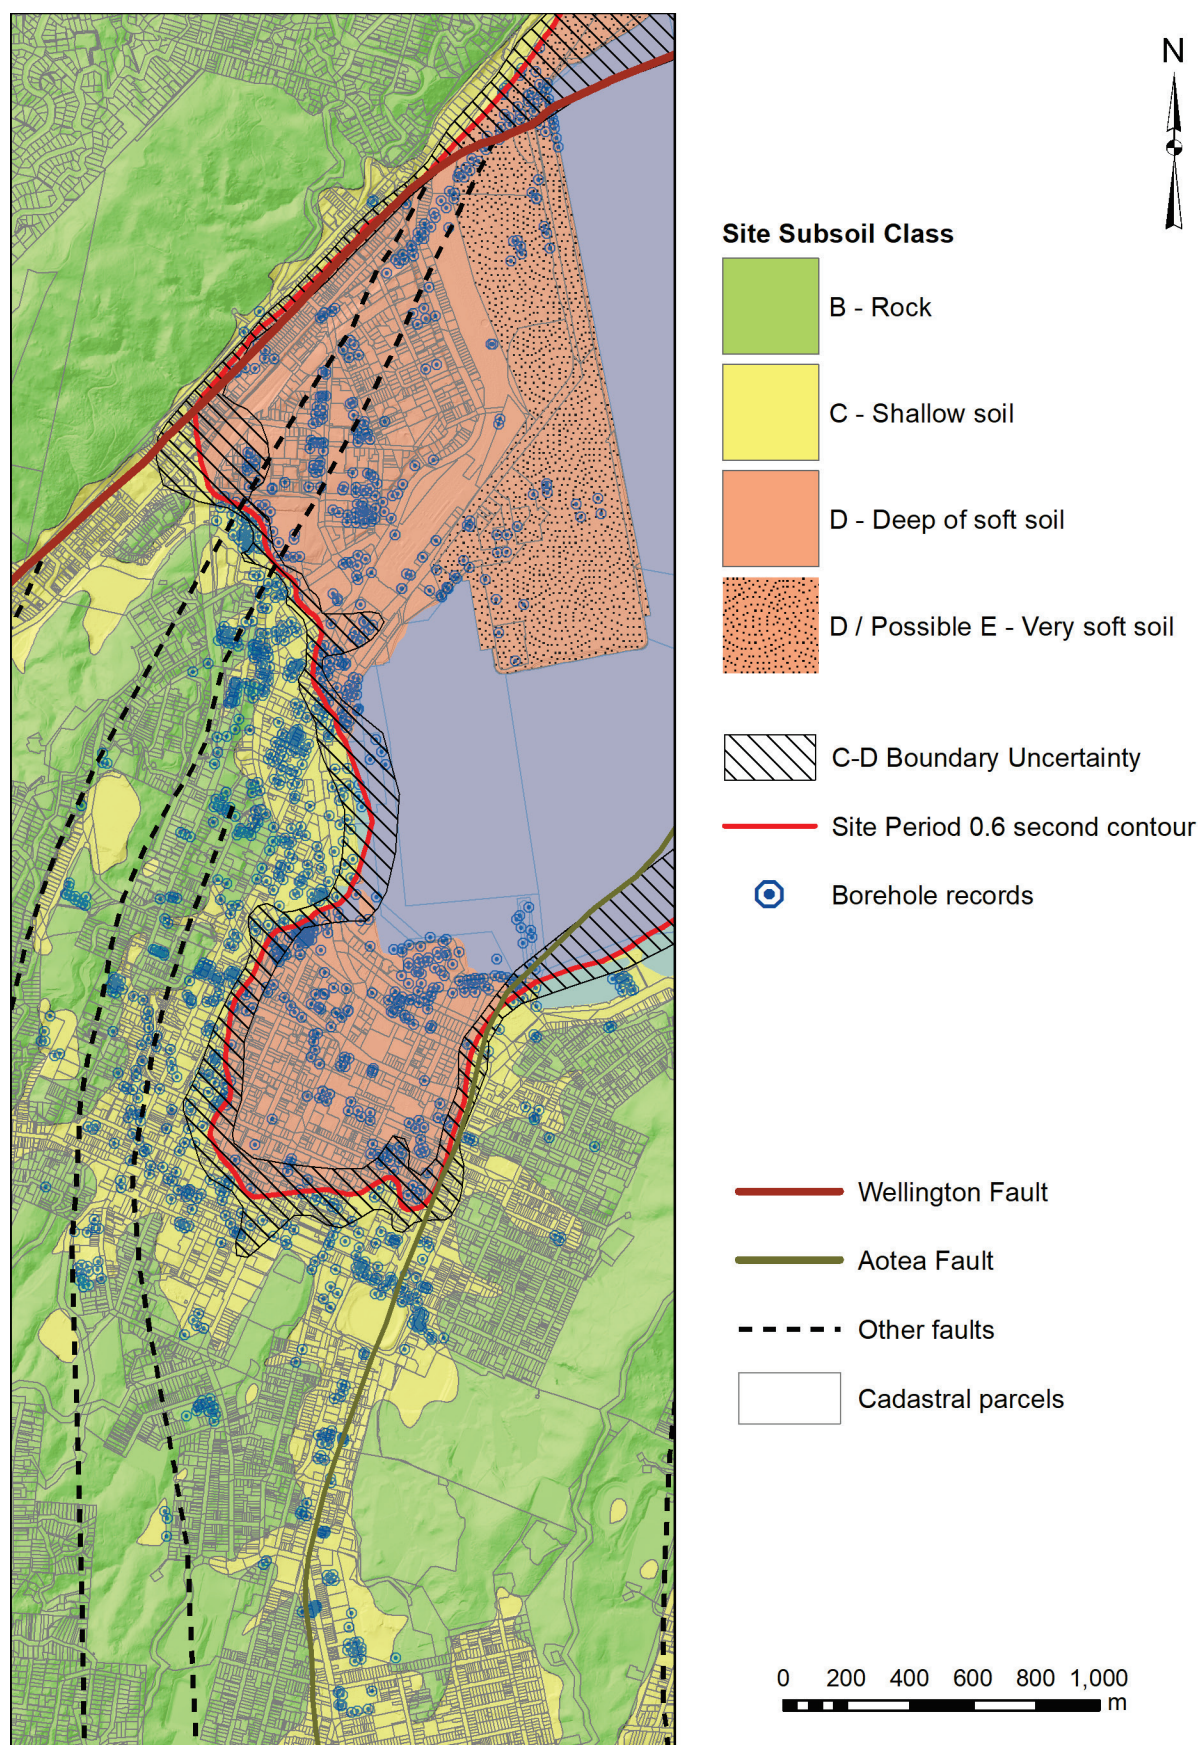 N
Site Subsoil Class
B - Rock
C - Shallow soil
D - Deep of soft soil
D / Possible E - Very soft soil
C-D Boundary Uncertainty
Site Period 0.6 second contour
Borehole records
Wellington Fault
Aotea Fault
Other faults
Cadastral parcels
0 200 400 600 800 1,000
m